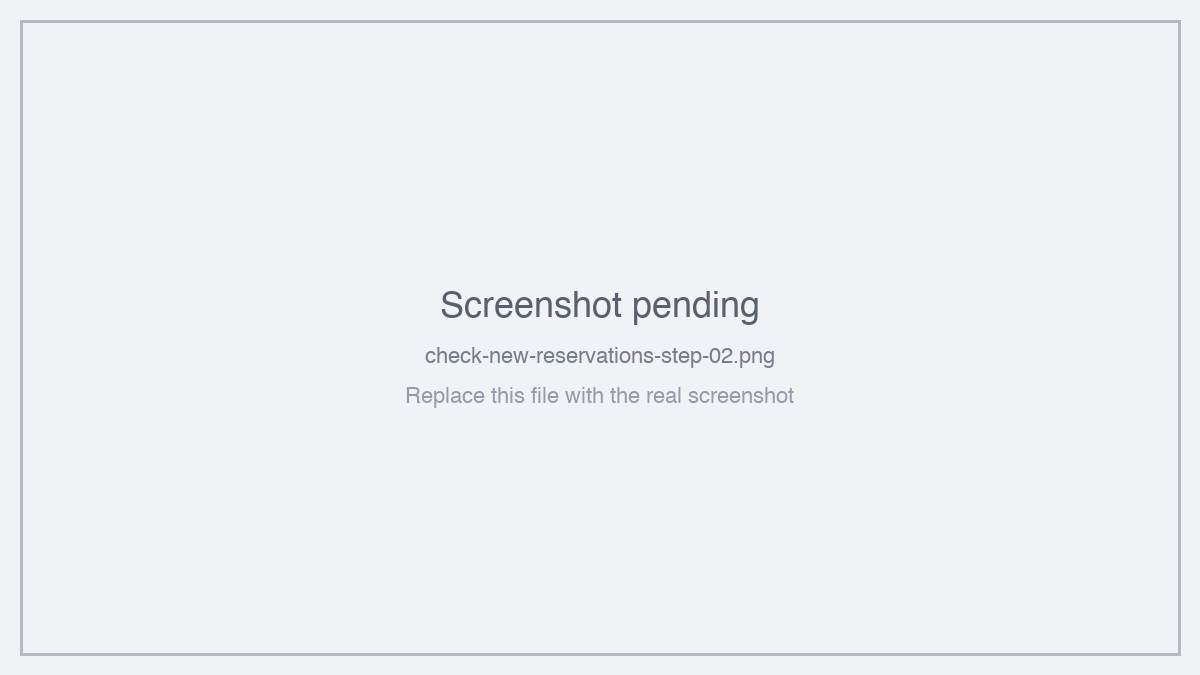 Screenshot pending
check-new-reservations-step-02.png
Replace this file with the real screenshot